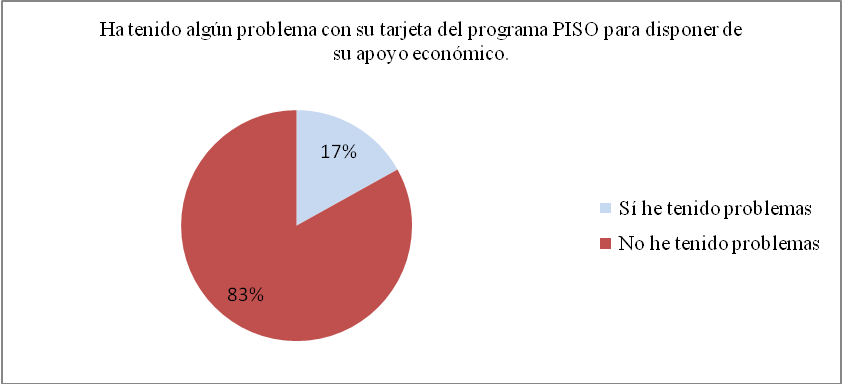 Ha tenido algún problema con su tarjeta del programa PISO para disponer de
su apoyo económico.
17%
Sí he tenido problemas
No he tenido problemas
83%